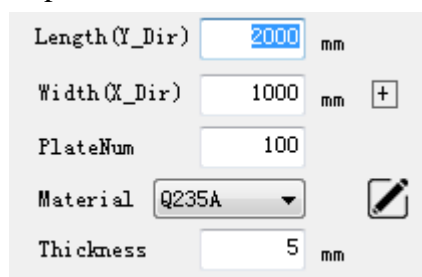 Length(Y_Dir) 2000 mm
Width(X_Dir) 1000 mm +
PlateNum 100
Material Q235A
Thickness 5 mm